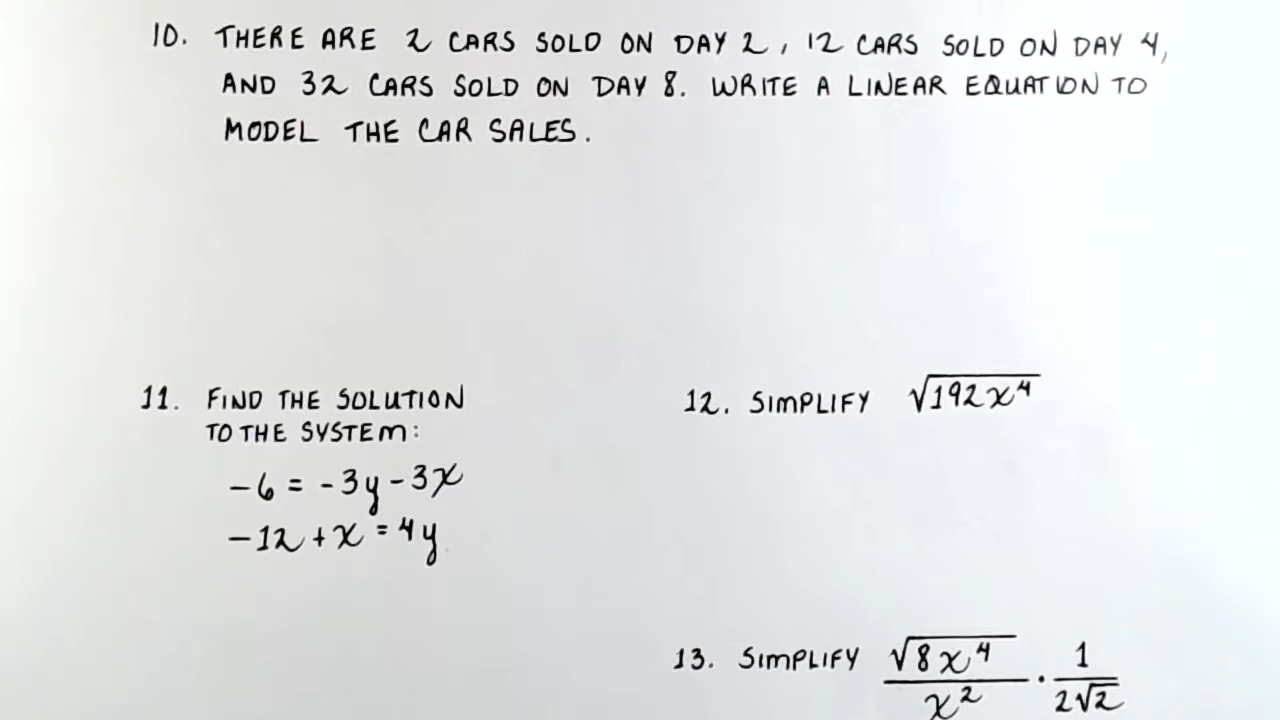 10. THERE ARE 2 CARS SOLD ON DAY 2, 12 CARS SOLD ON DAY 4,
AND 32 CARS SOLD ON DAY 8. WRITE A LINEAR EQUATION TO
MODEL THE CAR SALES.
11. FIND THE SOLUTION
TO THE SYSTEM:
-6 = -3y - 3x
-12 + x = 4y
12. SIMPLIFY √192x⁴
13. SIMPLIFY √8x⁴/x² · 1/2√2